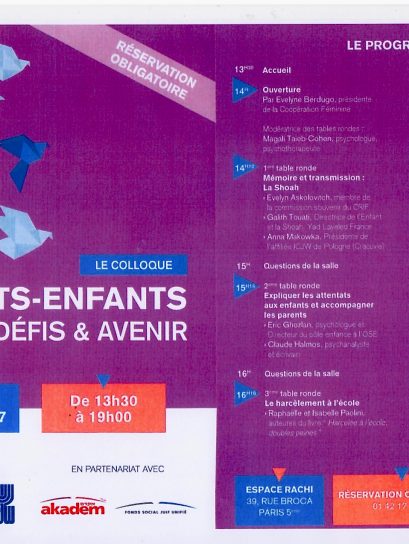 RÉSERVATION
OBLIGATOIRE
LE COLLOQUE
TS-ENFANTS
DÉFIS & AVENIR
7
De 13h30
à 19h00
EN PARTENARIAT AVEC
akadem
FONDS SOCIAL JUIF UNIFIÉ
LE PROGR
13H30 Accueil
14H Ouverture
Par Evelyne Berdugo, présidente
de la Coopération Féminine
Modératrice des tables rondes :
Magali Taïeb-Cohen, psychologue,
psychothérapeute
14H10 1ère table ronde
Mémoire et transmission :
La Shoah
• Evelyn Askolovitch, membre de
la commission souvenir du CRIF
• Galith Touati, Directrice de l'Enfant
et la Shoah, Yad Layeled France
• Anna Makowka, Présidente de
l'affiliée ICJW de Pologne (Cracovie)
15H Questions de la salle
15H15 2ème table ronde
Expliquer les attentats
aux enfants et accompagner
les parents
• Eric Ghozlan, psychologue et
Directeur du pôle enfance à l'OSE
• Claude Halmos, psychanalyste
et écrivain
16H Questions de la salle
16H15 3ème table ronde
Le harcèlement à l'école
• Raphaëlle et Isabelle Paolini,
auteures du livre " Harcelée à l'école,
doubles peines "
ESPACE RACHI
39, RUE BROCA
PARIS 5ème
RÉSERVATION O
01 42 17